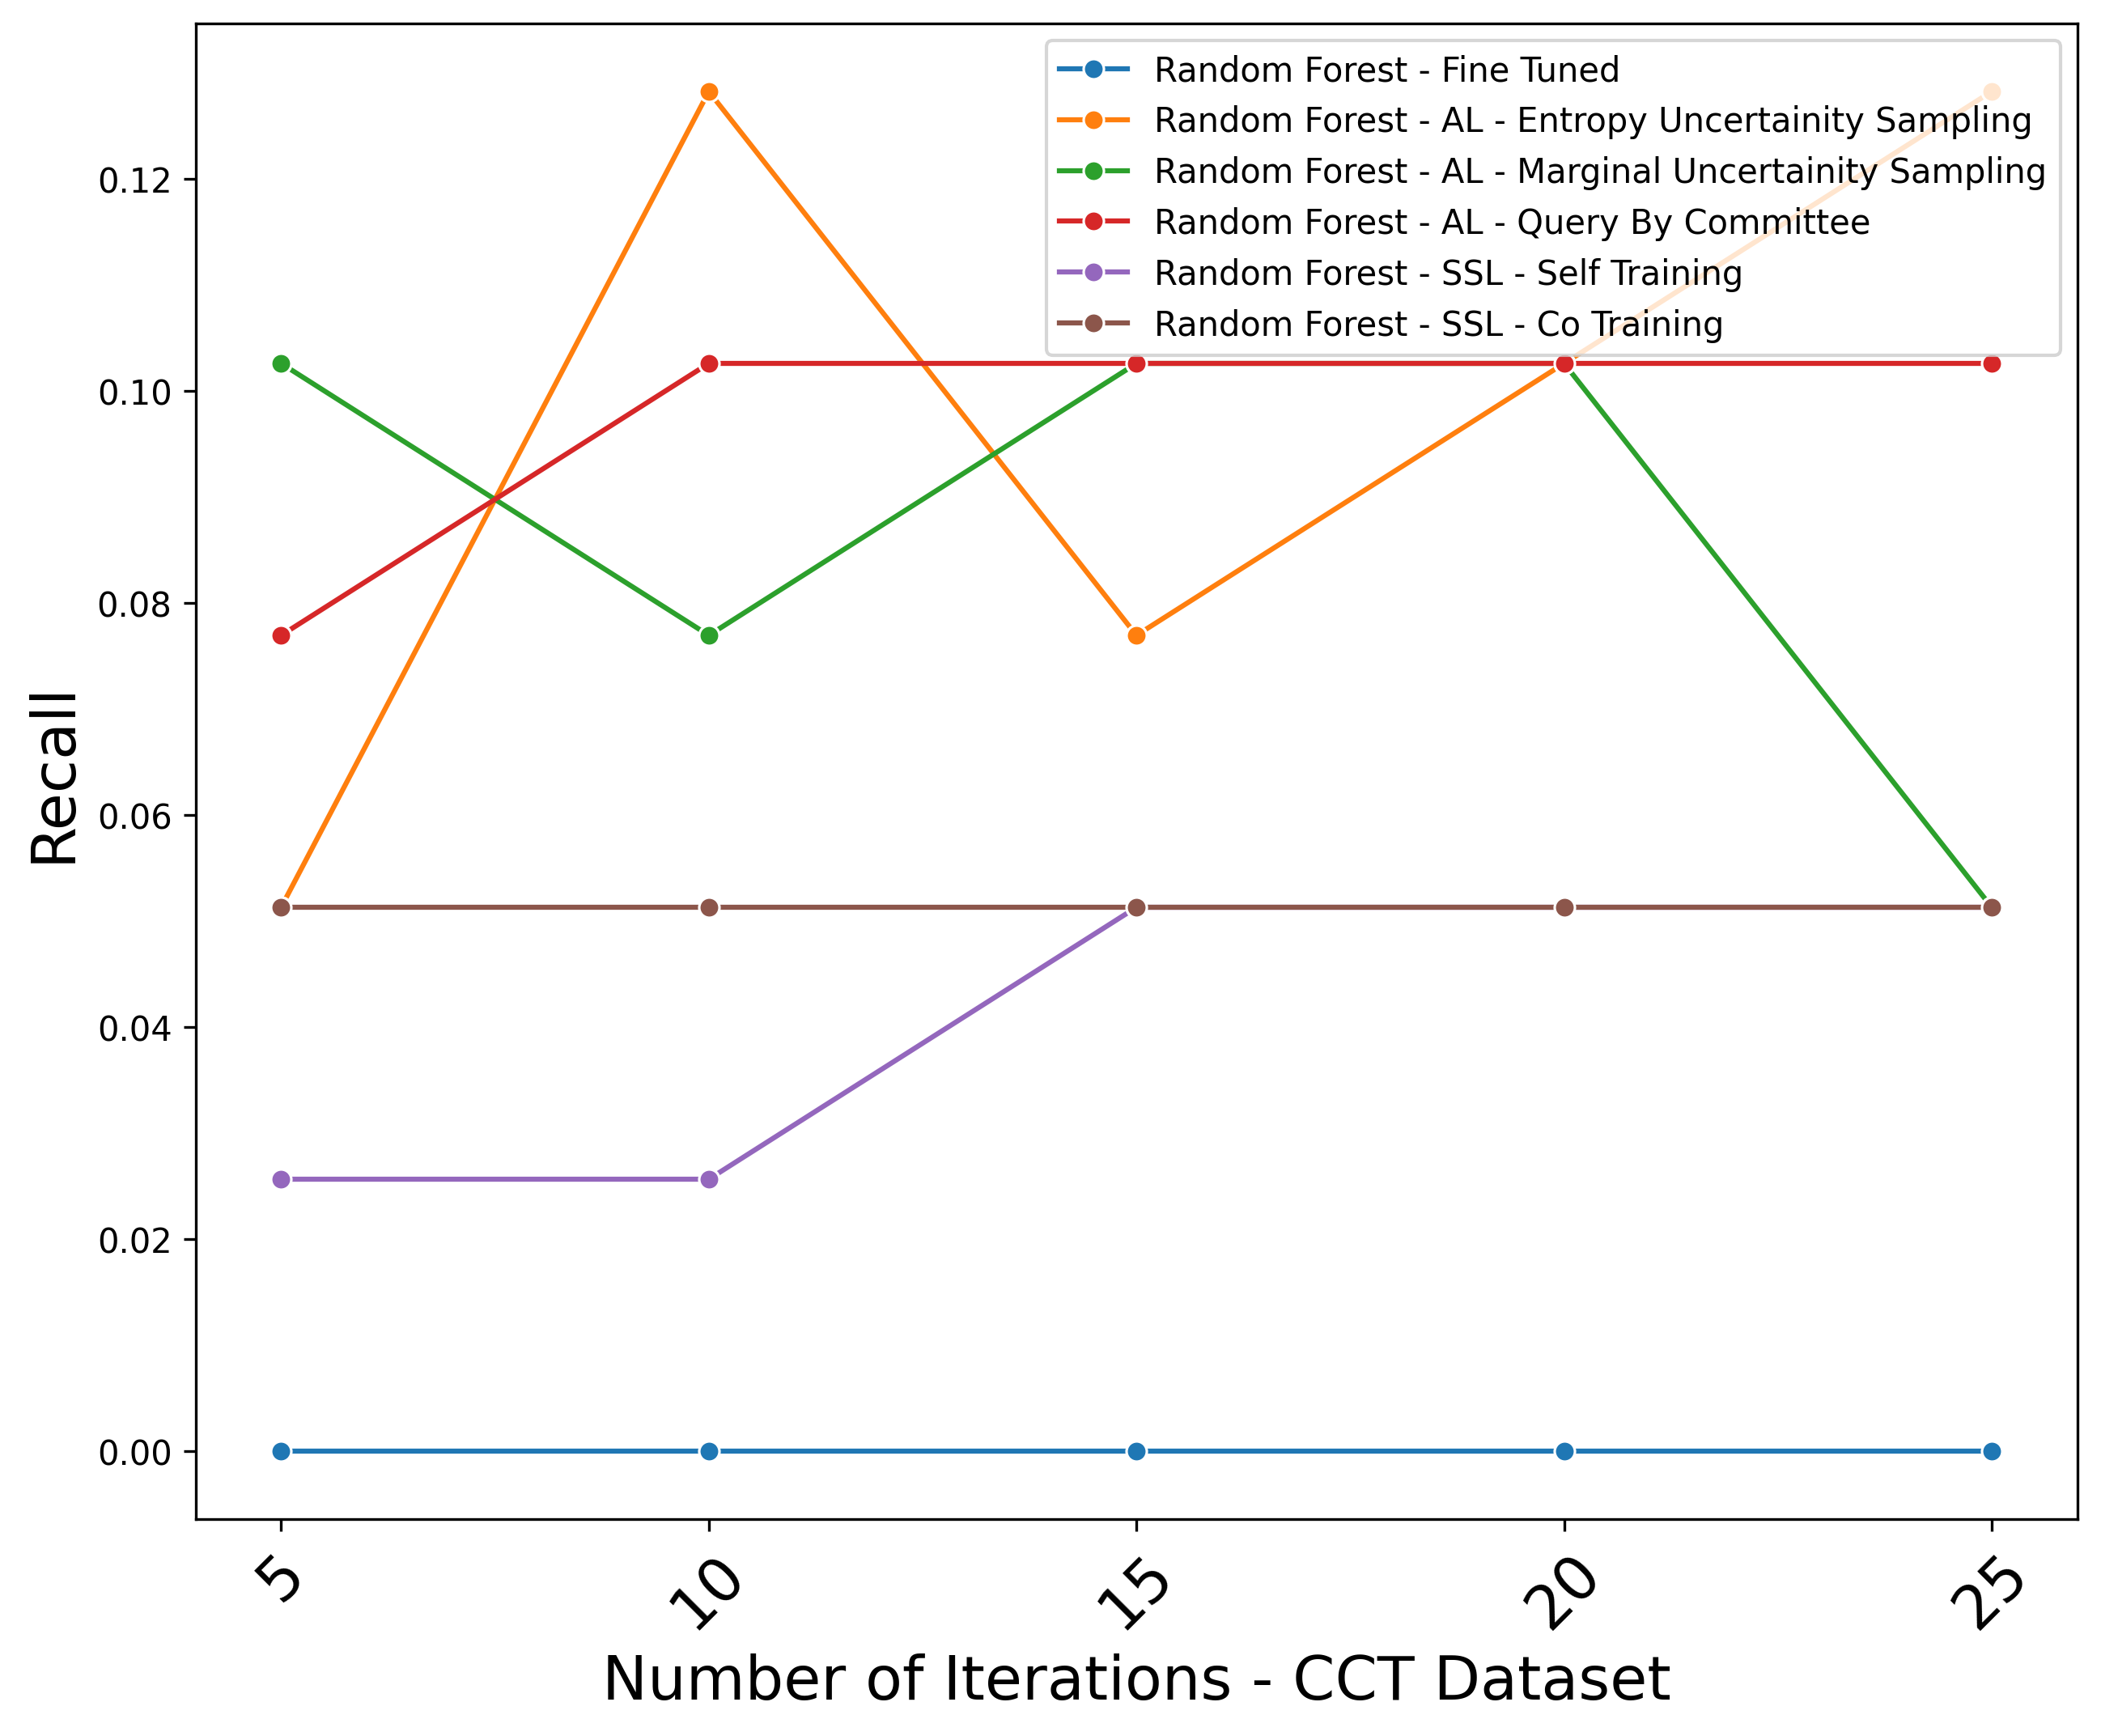 Random Forest - Fine Tuned
Random Forest - AL - Entropy Uncertainity Sampling
Random Forest - AL - Marginal Uncertainity Sampling
Random Forest - AL - Query By Committee
Random Forest - SSL - Self Training
Random Forest - SSL - Co Training
0.12
0.10
0.08
0.06
0.04
0.02
0.00
Recall
5 10 15 20 25
Number of Iterations - CCT Dataset